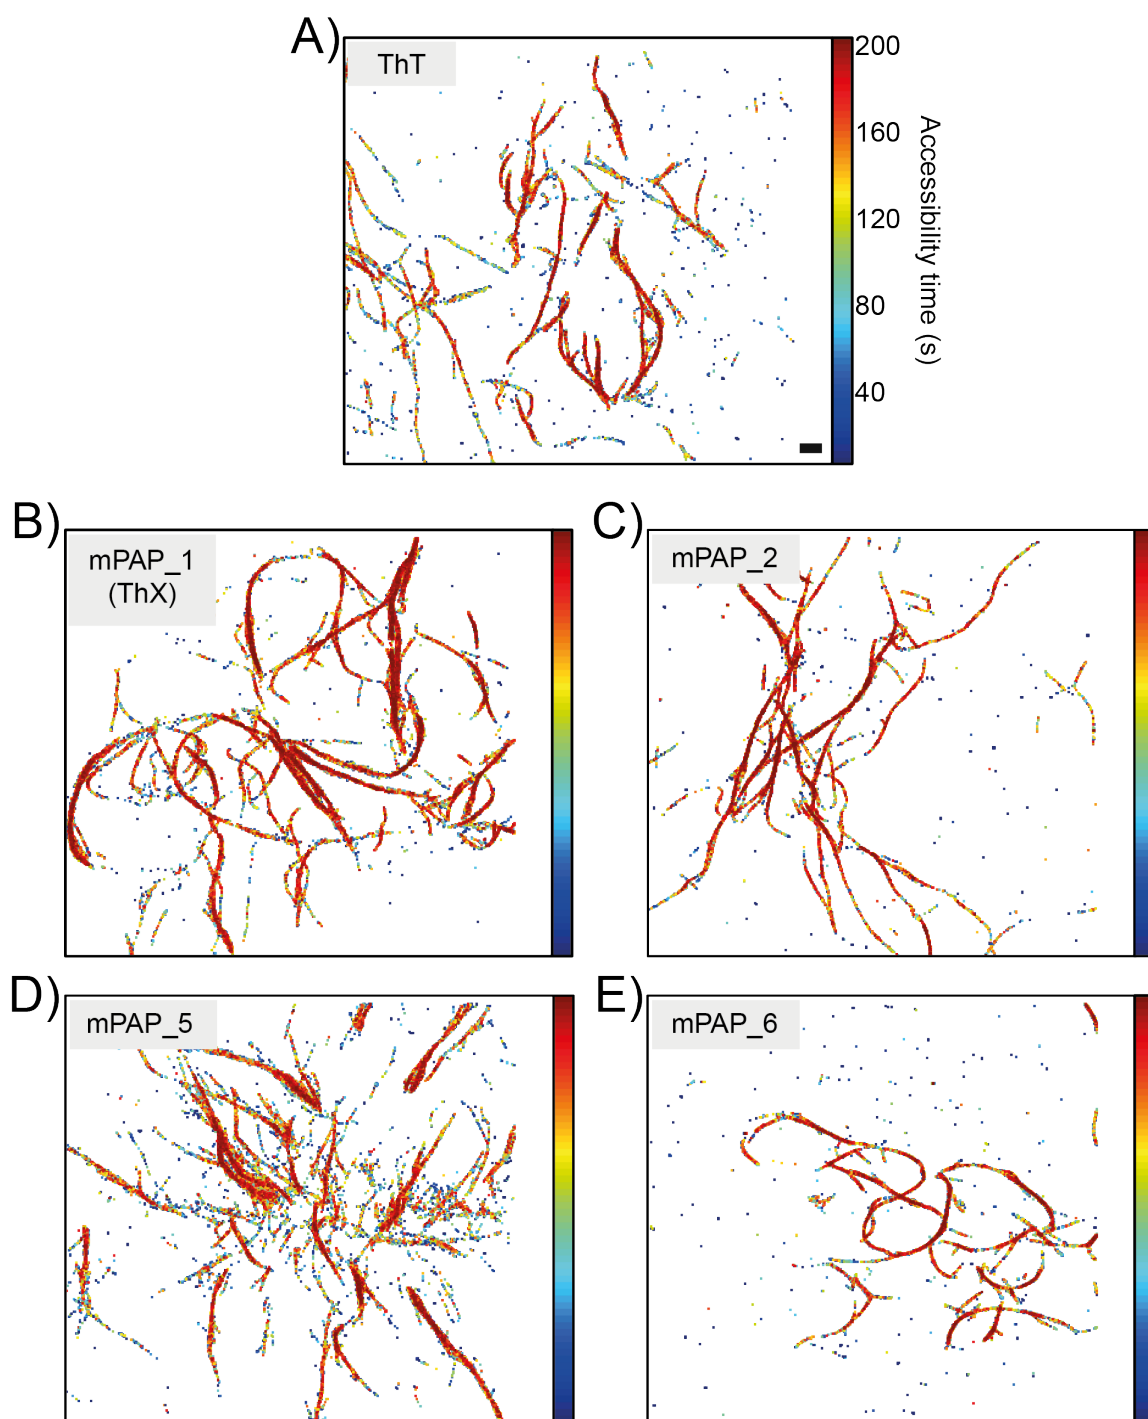 A)
ThT
200
160
120
80
40
Accessibility time (s)
B)
mPAP_1
(ThX)
C)
mPAP_2
D)
mPAP_5
E)
mPAP_6